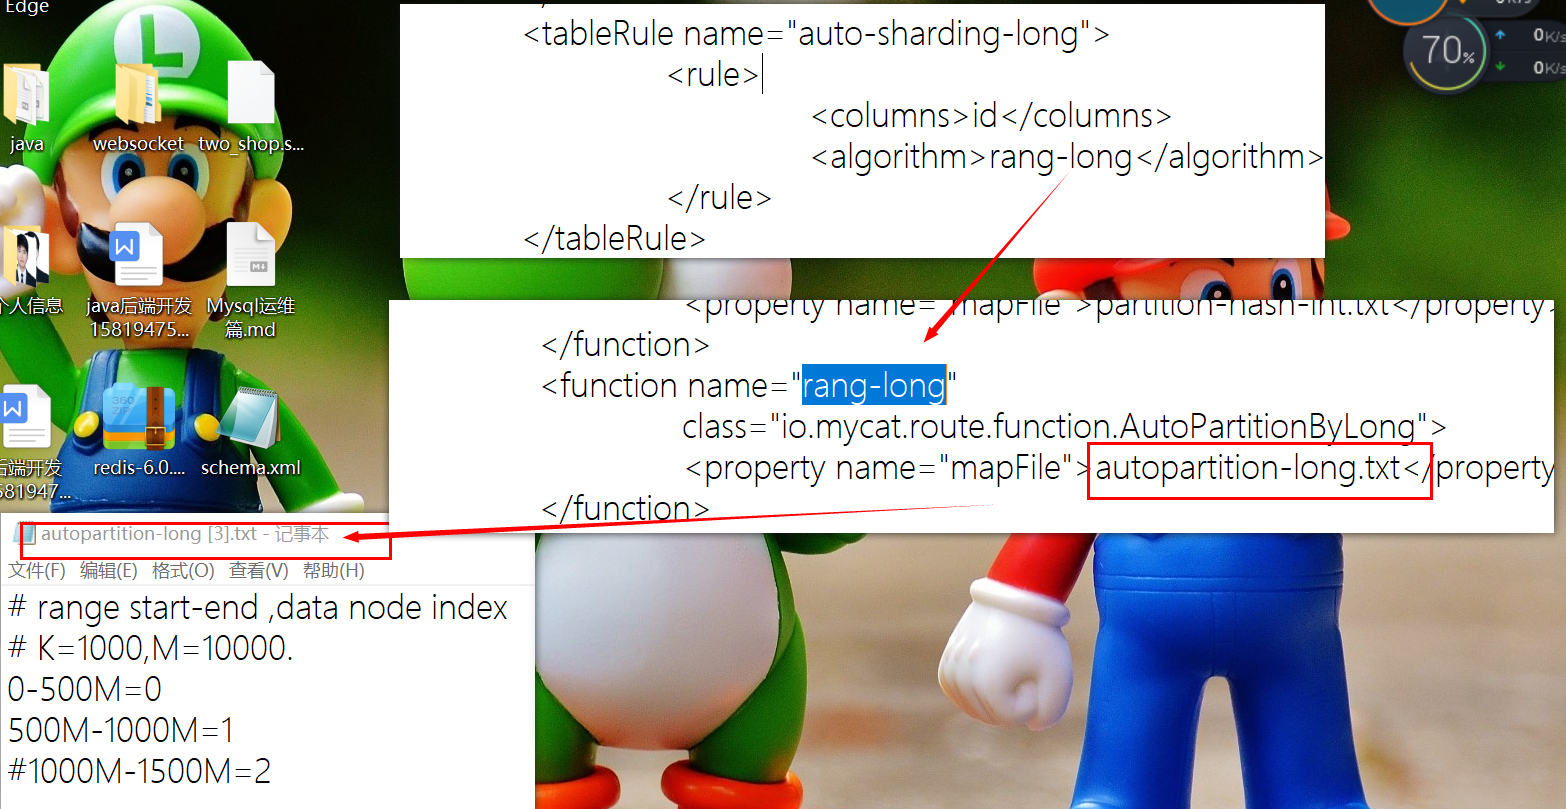 Edge
java
websocket
two_shop.s...
个人信息
java后端开发
15819475...
Mysql运维
篇.md
后端开发
581947...
360
ZIP
redis-6.0....
schema.xml
<tableRule name="auto-sharding-long">
<rule>
<columns>id</columns>
<algorithm>rang-long</algorithm>
</rule>
</tableRule>
70%
0K/s
0K/s
0K/s
<property name="mapFile">partition-hash-int.txt</property>
</function>
<function name="rang-long"
class="io.mycat.route.function.AutoPartitionByLong">
<property name="mapFile">autopartition-long.txt</property
</function>
autopartition-long [3].txt - 记事本
文件(F) 编辑(E) 格式(O) 查看(V) 帮助(H)
# range start-end ,data node index
# K=1000,M=10000.
0-500M=0
500M-1000M=1
#1000M-1500M=2